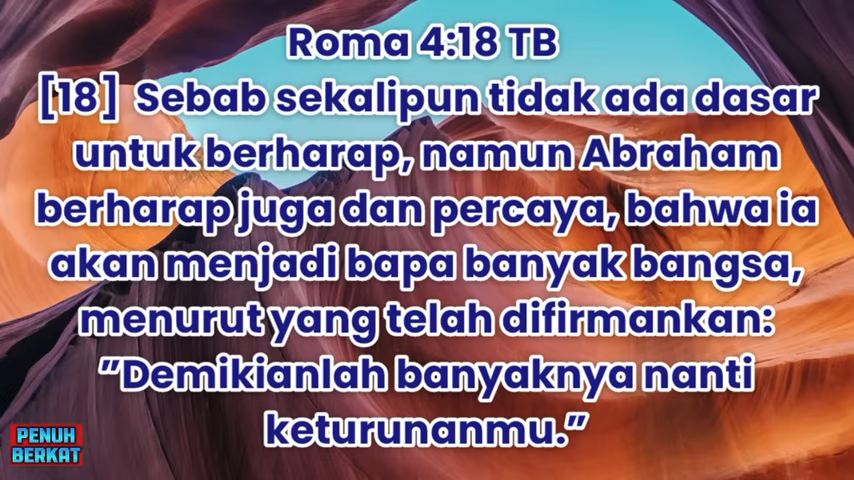 Roma 4:18 TB
[18] Sebab sekalipun tidak ada dasar
untuk berharap, namun Abraham
berharap juga dan percaya, bahwa ia
akan menjadi bapa banyak bangsa,
menurut yang telah difirmankan:
”Demikianlah banyaknya nanti
keturunanmu.”
PENUH
BERKAT